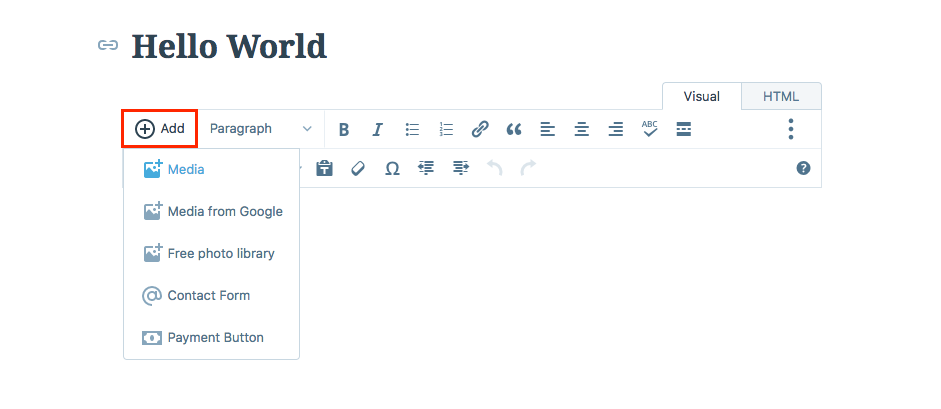 Hello World
Visual HTML
Add Paragraph B I ABC
Media
Media from Google
Free photo library
Contact Form
Payment Button